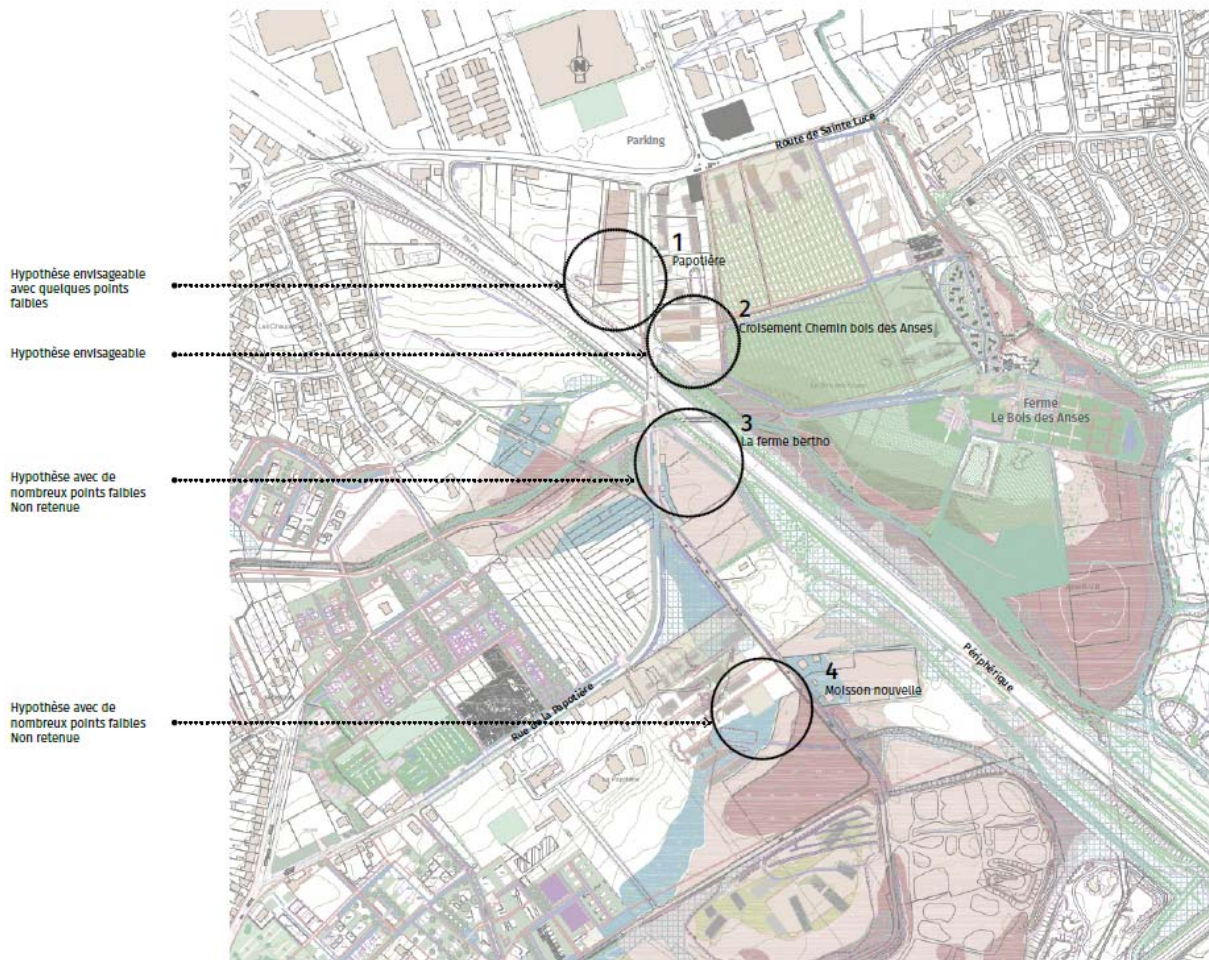 N
Parking
Route de Sainte Luce
Hypothèse envisageable
avec quelques points
faibles
1
Papotière
2
Croisement Chemin bois des Anses
Hypothèse envisageable
Ferme
Le Bois des Anses
3
La ferme bertho
Hypothèse avec de
nombreux points faibles
Non retenue
Périphérique
4
Moisson nouvelle
Rue de la Papotière
Hypothèse avec de
nombreux points faibles
Non retenue